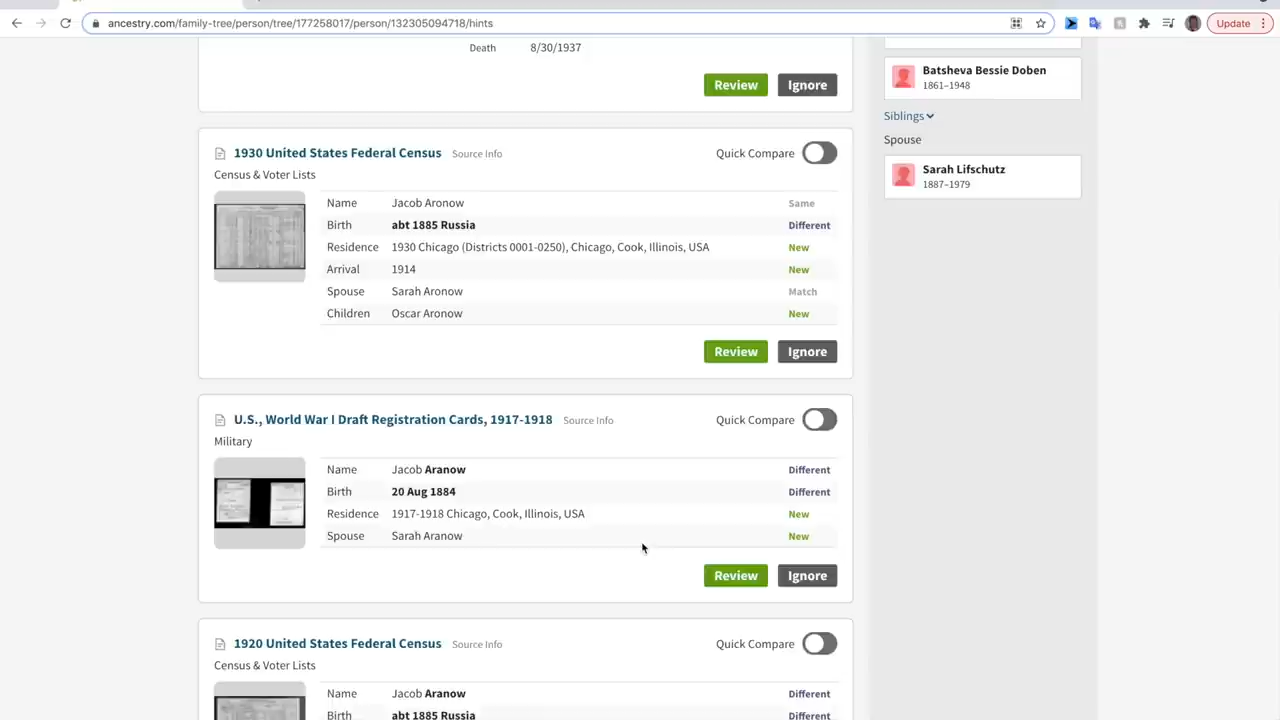 ancestry.com/family-tree/person/tree/177258017/person/132305094718/hints
Update
Death 8/30/1937
Review Ignore
Batsheva Bessie Doben
1861–1948
Siblings
Spouse
Sarah Lifschutz
1887–1979
1930 United States Federal Census Source Info Quick Compare
Census & Voter Lists
Name Jacob Aronow Same
Birth abt 1885 Russia Different
Residence 1930 Chicago (Districts 0001-0250), Chicago, Cook, Illinois, USA New
Arrival 1914 New
Spouse Sarah Aronow Match
Children Oscar Aronow New
Review Ignore
U.S., World War I Draft Registration Cards, 1917-1918 Source Info Quick Compare
Military
Name Jacob Aranow Different
Birth 20 Aug 1884 Different
Residence 1917-1918 Chicago, Cook, Illinois, USA New
Spouse Sarah Aranow New
Review Ignore
1920 United States Federal Census Source Info Quick Compare
Census & Voter Lists
Name Jacob Aranow Different
Birth abt 1885 Russia Different